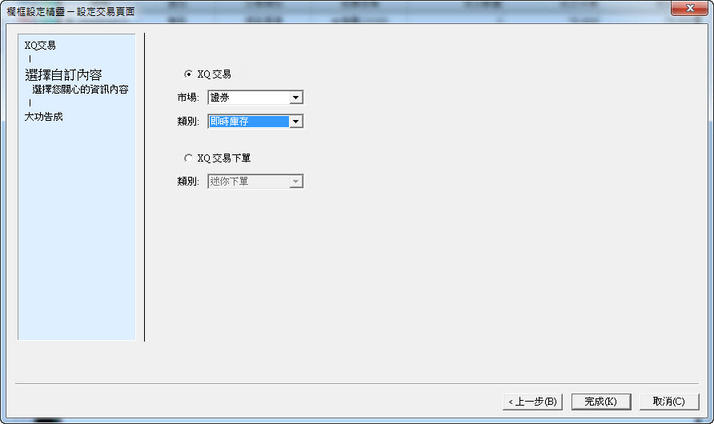 欄框設定精靈 － 設定交易頁面
XQ交易
選擇自訂內容
選擇您關心的資訊內容
大功告成
XQ 交易
市場: 證券
類別: 即時庫存
XQ 交易下單
類別: 迷你下單
< 上一步(B) 完成(K) 取消(C)